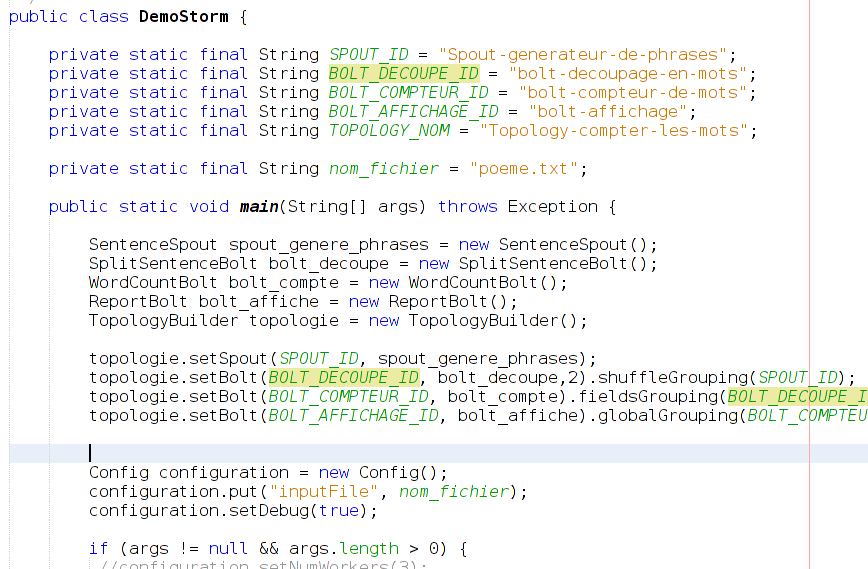 public class DemoStorm {
private static final String SPOUT_ID = "Spout-generateur-de-phrases";
private static final String BOLT_DECOUPE_ID = "bolt-decoupage-en-mots";
private static final String BOLT_COMPTEUR_ID = "bolt-compteur-de-mots";
private static final String BOLT_AFFICHAGE_ID = "bolt-affichage";
private static final String TOPOLOGY_NOM = "Topology-compter-les-mots";
private static final String nom_fichier = "poeme.txt";
public static void main(String[] args) throws Exception {
SentenceSpout spout_genere_phrases = new SentenceSpout();
SplitSentenceBolt bolt_decoupe = new SplitSentenceBolt();
WordCountBolt bolt_compte = new WordCountBolt();
ReportBolt bolt_affiche = new ReportBolt();
TopologyBuilder topologie = new TopologyBuilder();
topologie.setSpout(SPOUT_ID, spout_genere_phrases);
topologie.setBolt(BOLT_DECOUPE_ID, bolt_decoupe,2).shuffleGrouping(SPOUT_ID);
topologie.setBolt(BOLT_COMPTEUR_ID, bolt_compte).fieldsGrouping(BOLT_DECOUPE_I
topologie.setBolt(BOLT_AFFICHAGE_ID, bolt_affiche).globalGrouping(BOLT_COMPTEU
Config configuration = new Config();
configuration.put("inputFile", nom_fichier);
configuration.setDebug(true);
if (args != null && args.length > 0) {
//configuration.setNumWorkers(3);